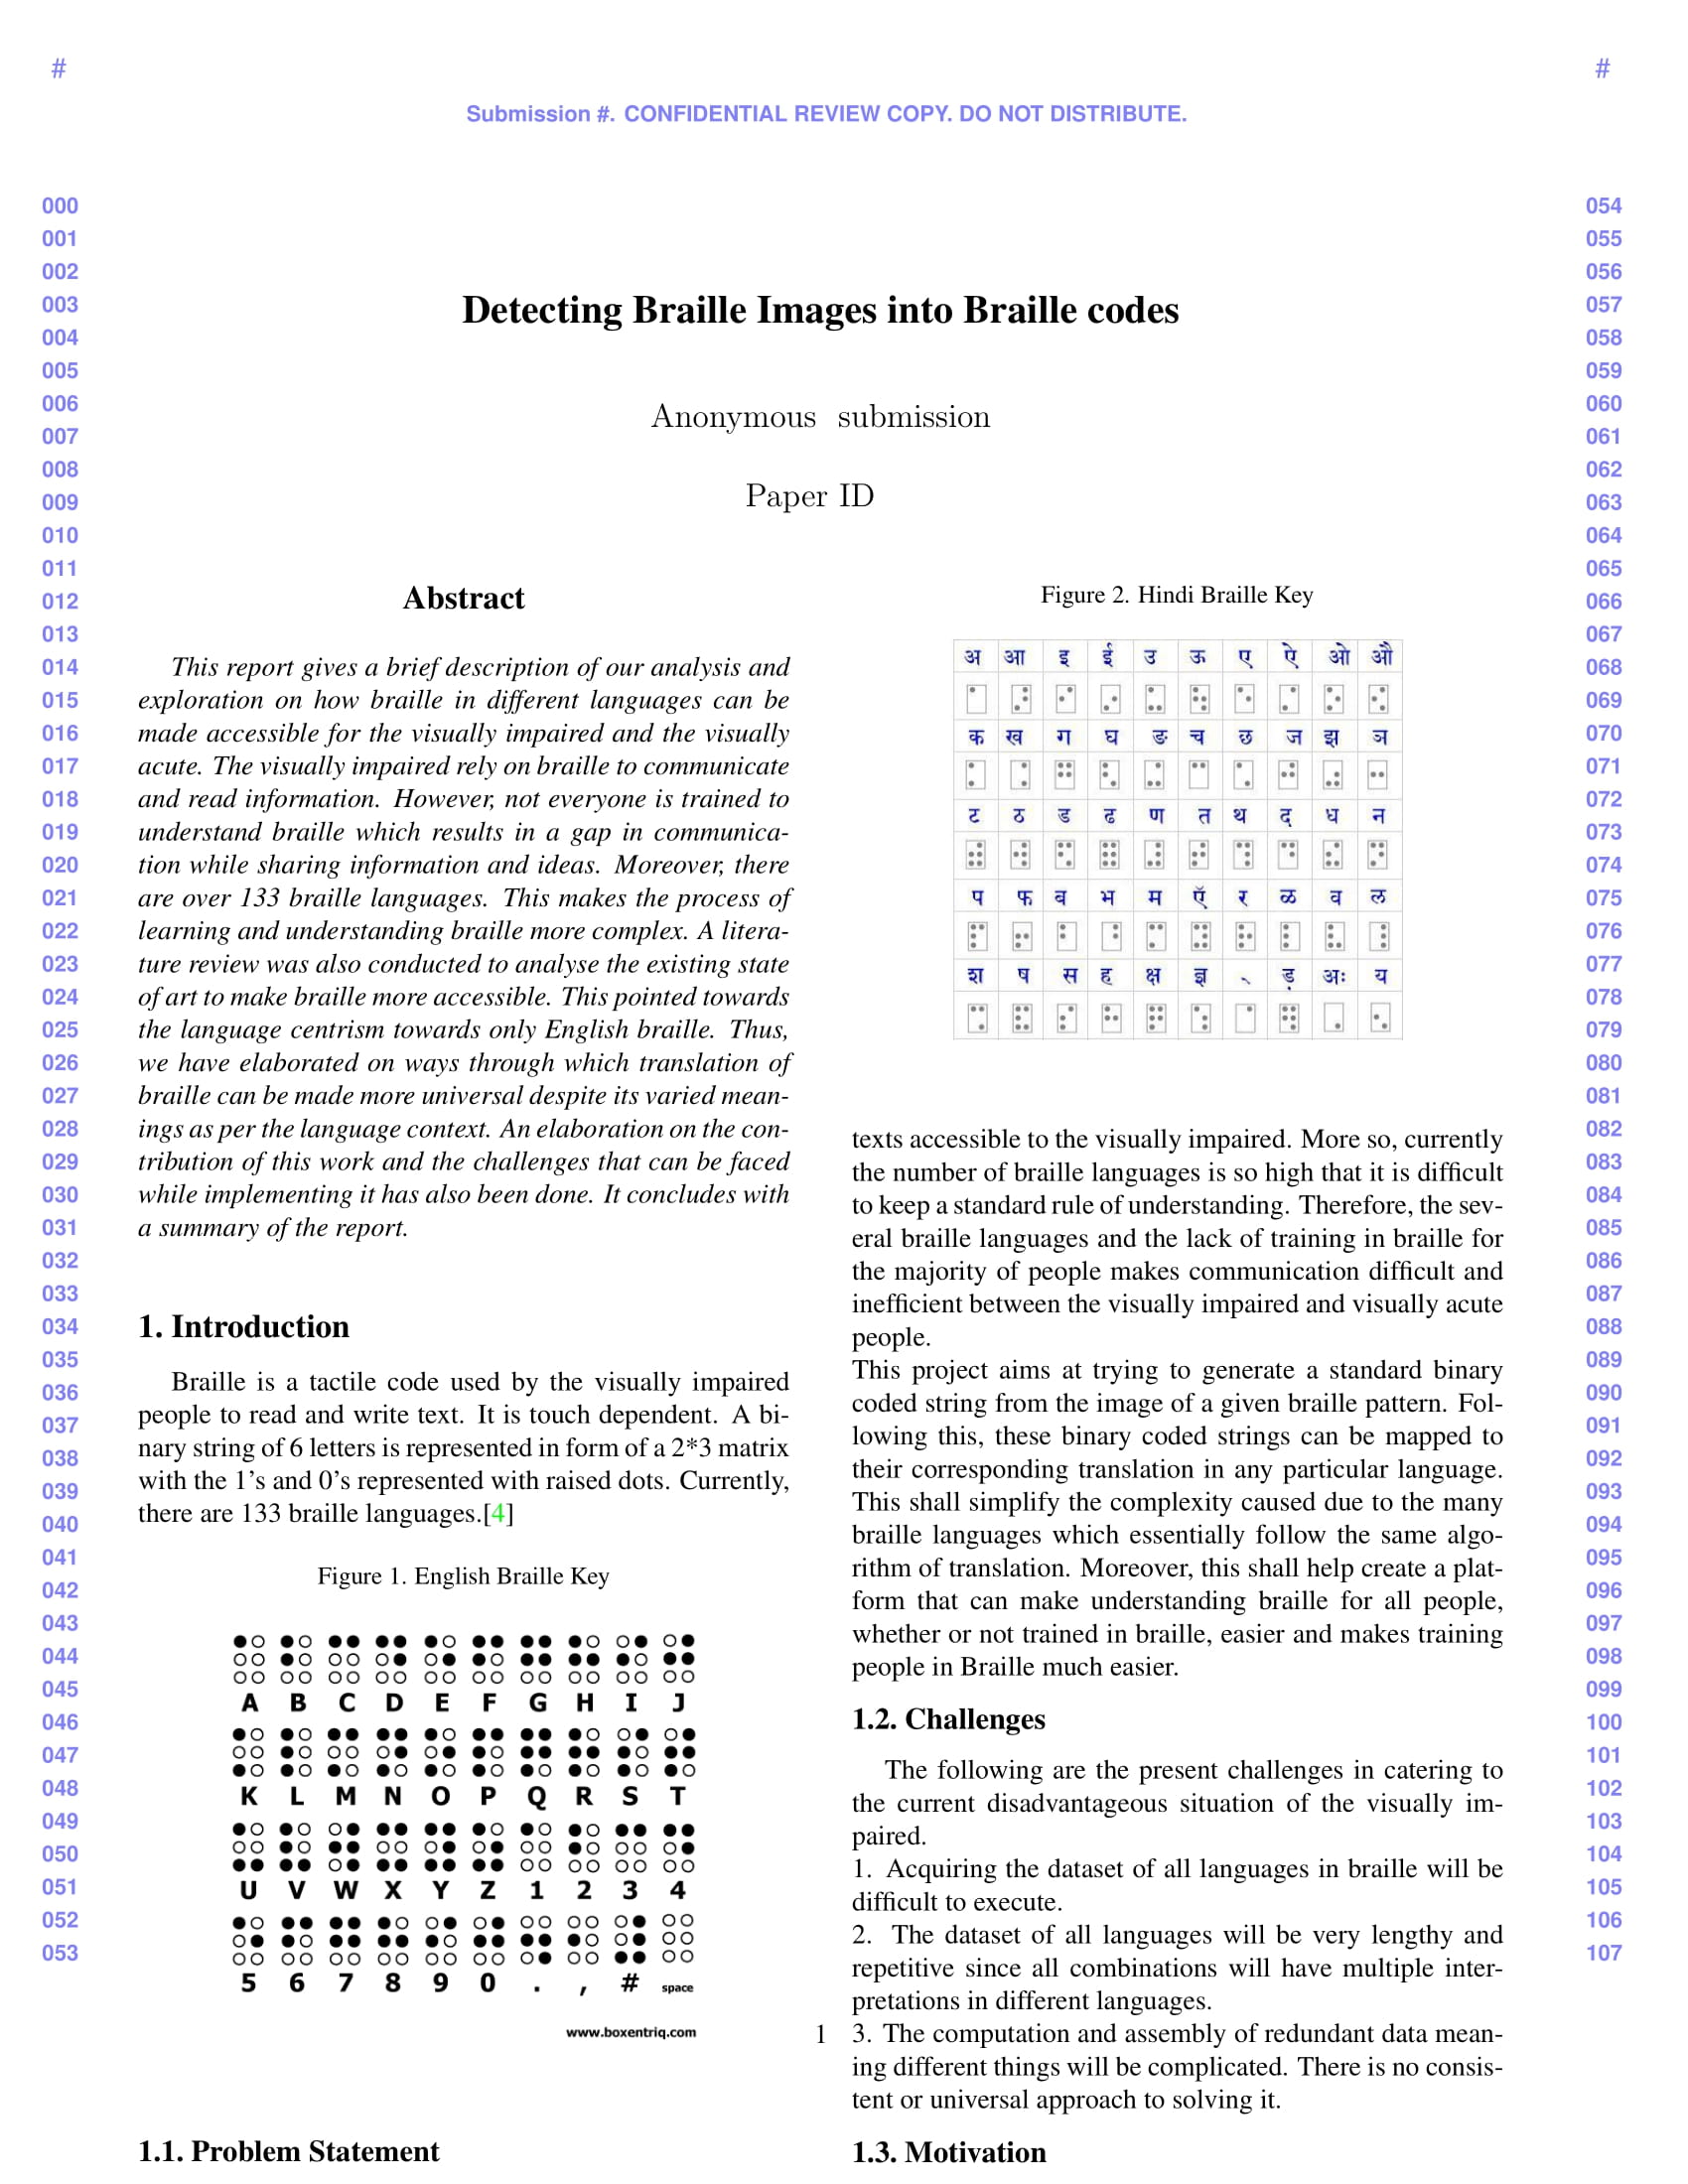 #
#
Submission #. CONFIDENTIAL REVIEW COPY. DO NOT DISTRIBUTE.
Detecting Braille Images into Braille codes
Anonymous submission
Paper ID
Abstract
This report gives a brief description of our analysis and
exploration on how braille in different languages can be
made accessible for the visually impaired and the visually
acute. The visually impaired rely on braille to communicate
and read information. However, not everyone is trained to
understand braille which results in a gap in communica-
tion while sharing information and ideas. Moreover, there
are over 133 braille languages. This makes the process of
learning and understanding braille more complex. A litera-
ture review was also conducted to analyse the existing state
of art to make braille more accessible. This pointed towards
the language centrism towards only English braille. Thus,
we have elaborated on ways through which translation of
braille can be made more universal despite its varied mean-
ings as per the language context. An elaboration on the con-
tribution of this work and the challenges that can be faced
while implementing it has also been done. It concludes with
a summary of the report.
1. Introduction
Braille is a tactile code used by the visually impaired
people to read and write text. It is touch dependent. A bi-
nary string of 6 letters is represented in form of a 2*3 matrix
with the 1's and 0's represented with raised dots. Currently,
there are 133 braille languages.[4]
Figure 1. English Braille Key
A B C D E F G H I J
K L M N O P Q R S T
U V W X Y Z 1 2 3 4
5 6 7 8 9 0 . , # space
www.boxentriq.com
1.1. Problem Statement
Figure 2. Hindi Braille Key
अ आ इ ई उ ऊ ए ऐ ओ औ
क ख ग घ ङ च छ ज झ ञ
ट ठ ड ढ ण त थ द ध न
प फ ब भ म ऍ र ळ व ल
श ष स ह क्ष ज्ञ ् ड़ अः य
texts accessible to the visually impaired. More so, currently
the number of braille languages is so high that it is difficult
to keep a standard rule of understanding. Therefore, the sev-
eral braille languages and the lack of training in braille for
the majority of people makes communication difficult and
inefficient between the visually impaired and visually acute
people.
This project aims at trying to generate a standard binary
coded string from the image of a given braille pattern. Fol-
lowing this, these binary coded strings can be mapped to
their corresponding translation in any particular language.
This shall simplify the complexity caused due to the many
braille languages which essentially follow the same algo-
rithm of translation. Moreover, this shall help create a plat-
form that can make understanding braille for all people,
whether or not trained in braille, easier and makes training
people in Braille much easier.
1.2. Challenges
The following are the present challenges in catering to
the current disadvantageous situation of the visually im-
paired.
1. Acquiring the dataset of all languages in braille will be
difficult to execute.
2. The dataset of all languages will be very lengthy and
repetitive since all combinations will have multiple inter-
pretations in different languages.
3. The computation and assembly of redundant data mean-
ing different things will be complicated. There is no consis-
tent or universal approach to solving it.
1.3. Motivation
1
000
001
002
003
004
005
006
007
008
009
010
011
012
013
014
015
016
017
018
019
020
021
022
023
024
025
026
027
028
029
030
031
032
033
034
035
036
037
038
039
040
041
042
043
044
045
046
047
048
049
050
051
052
053
054
055
056
057
058
059
060
061
062
063
064
065
066
067
068
069
070
071
072
073
074
075
076
077
078
079
080
081
082
083
084
085
086
087
088
089
090
091
092
093
094
095
096
097
098
099
100
101
102
103
104
105
106
107